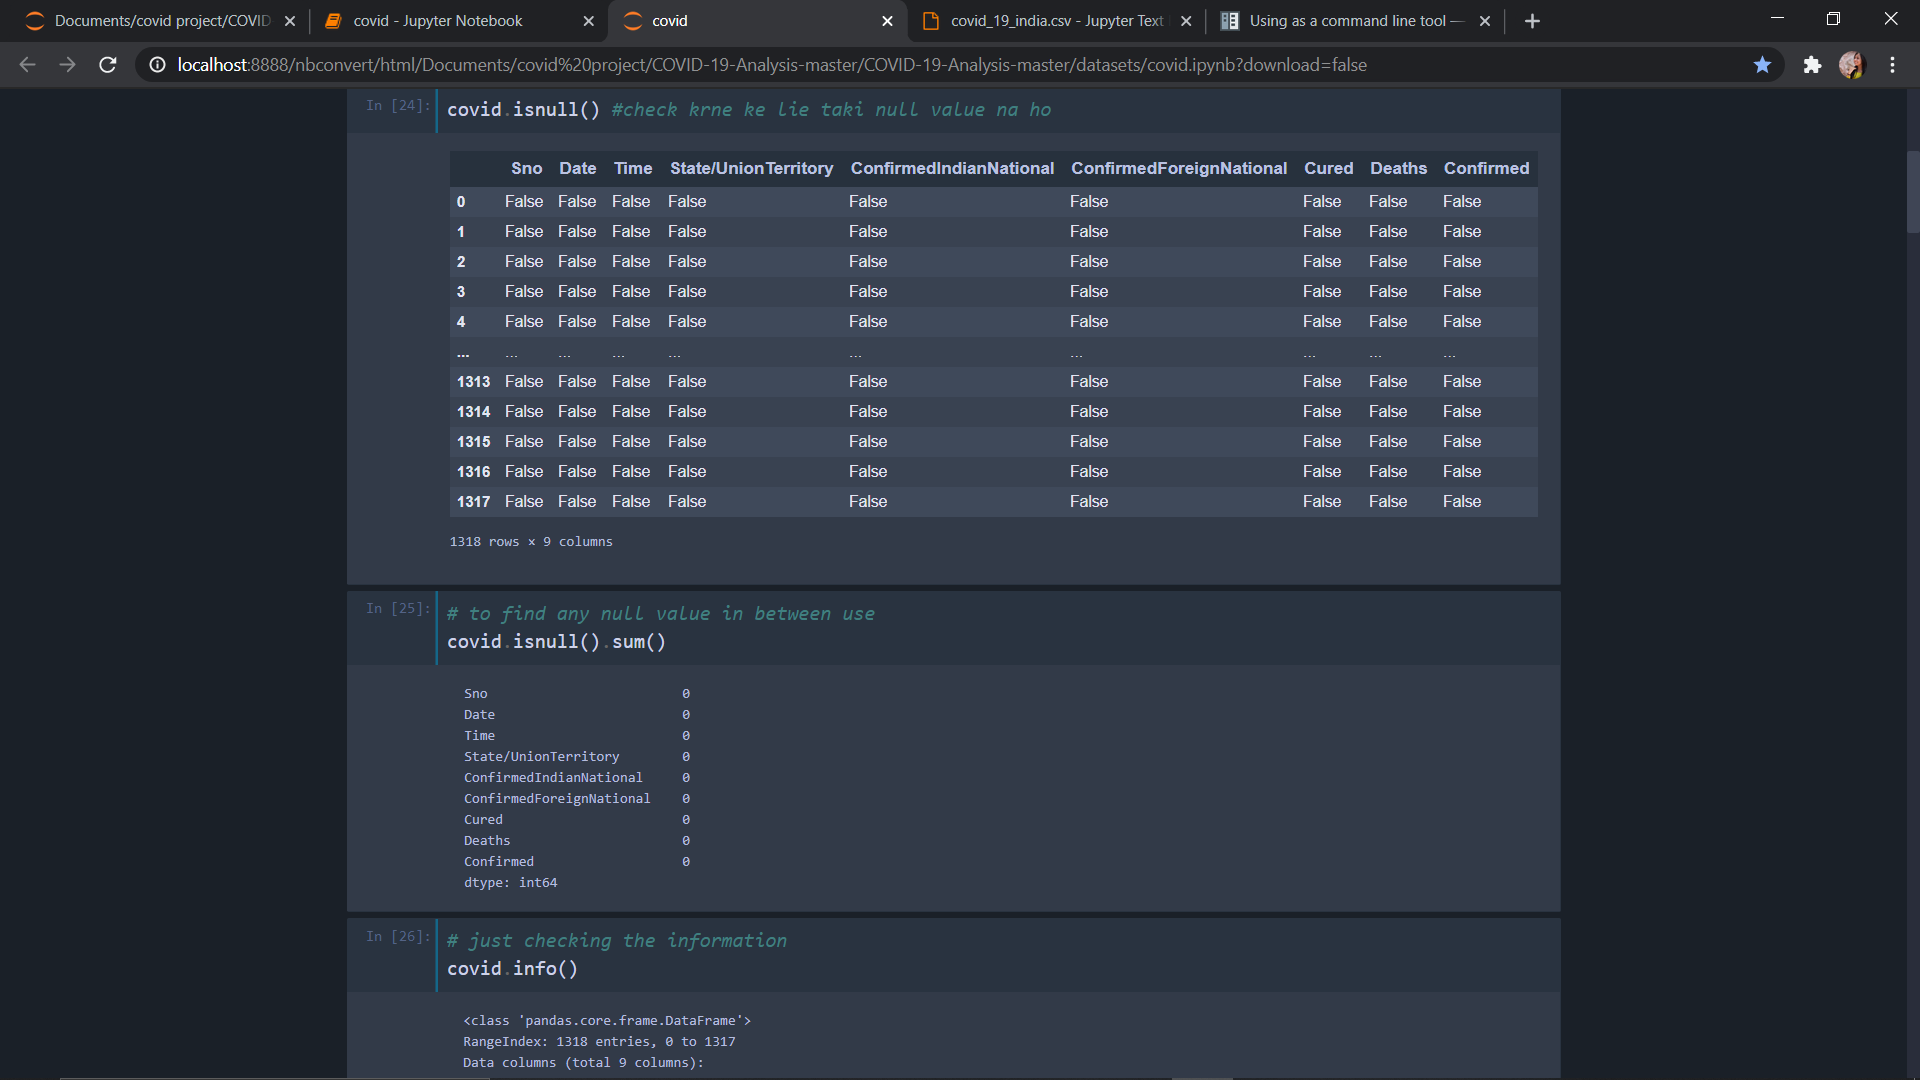 Documents/covid project/COVID covid - Jupyter Notebook covid covid_19_india.csv - Jupyter Text Using as a command line tool —
localhost:8888/nbconvert/html/Documents/covid%20project/COVID-19-Analysis-master/COVID-19-Analysis-master/datasets/covid.ipynb?download=false
In [24]: covid.isnull() #check krne ke lie taki null value na ho
Sno Date Time State/UnionTerritory ConfirmedIndianNational ConfirmedForeignNational Cured Deaths Confirmed
0 False False False False False False False False False
1 False False False False False False False False False
2 False False False False False False False False False
3 False False False False False False False False False
4 False False False False False False False False False
... ... ... ... ... ... ... ... ... ...
1313 False False False False False False False False False
1314 False False False False False False False False False
1315 False False False False False False False False False
1316 False False False False False False False False False
1317 False False False False False False False False False
1318 rows × 9 columns
In [25]: # to find any null value in between use
covid.isnull().sum()
Sno 0
Date 0
Time 0
State/UnionTerritory 0
ConfirmedIndianNational 0
ConfirmedForeignNational 0
Cured 0
Deaths 0
Confirmed 0
dtype: int64
In [26]: # just checking the information
covid.info()
<class 'pandas.core.frame.DataFrame'>
RangeIndex: 1318 entries, 0 to 1317
Data columns (total 9 columns):